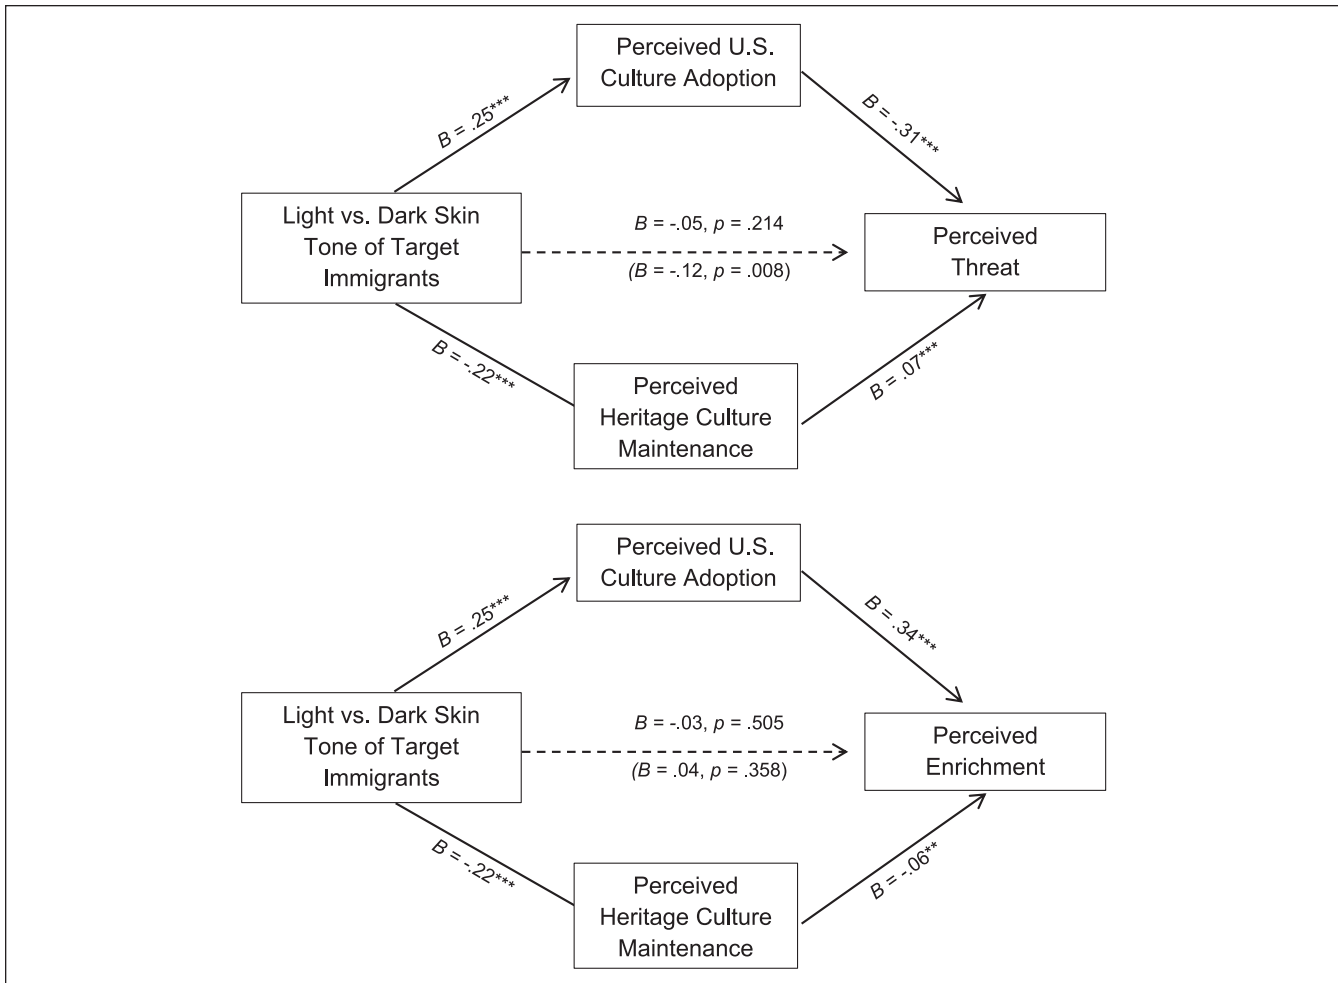 Perceived U.S.
Culture Adoption
B = .25***
B = -.31***
Light vs. Dark Skin
Tone of Target
Immigrants
B = -.05, p = .214
(B = -.12, p = .008)
Perceived
Threat
B = -.22***
B = .07***
Perceived
Heritage Culture
Maintenance
Perceived U.S.
Culture Adoption
B = .25***
B = .34***
Light vs. Dark Skin
Tone of Target
Immigrants
B = -.03, p = .505
(B = .04, p = .358)
Perceived
Enrichment
B = -.22***
B = -.06**
Perceived
Heritage Culture
Maintenance